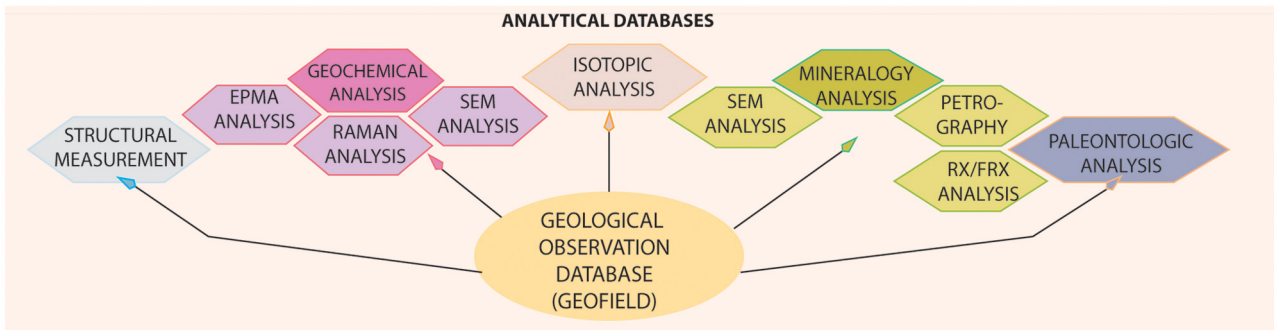 ANALYTICAL DATABASES
STRUCTURAL
MEASUREMENT
EPMA
ANALYSIS
GEOCHEMICAL
ANALYSIS
RAMAN
ANALYSIS
SEM
ANALYSIS
ISOTOPIC
ANALYSIS
SEM
ANALYSIS
MINERALOGY
ANALYSIS
PETRO-
GRAPHY
RX/FRX
ANALYSIS
PALEONTOLOGIC
ANALYSIS
GEOLOGICAL
OBSERVATION
DATABASE
(GEOFIELD)